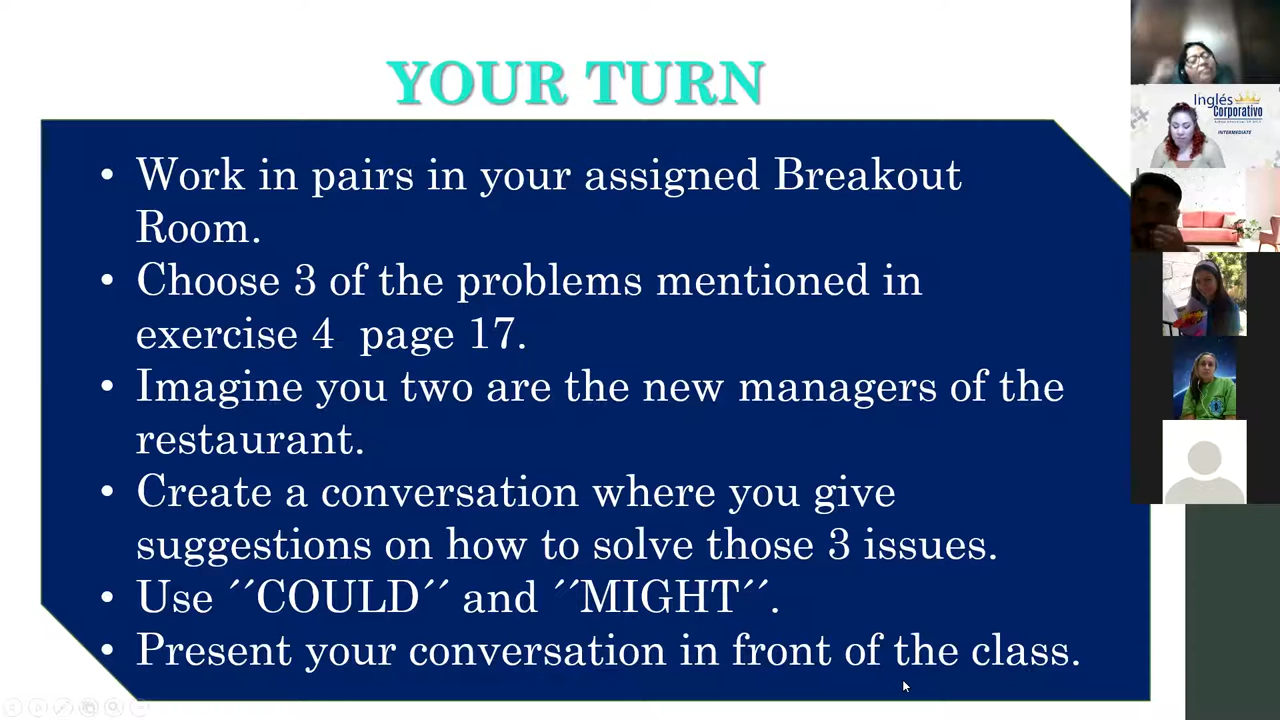 YOUR TURN
• Work in pairs in your assigned Breakout
Room.
• Choose 3 of the problems mentioned in
exercise 4  page 17.
• Imagine you two are the new managers of the
restaurant.
• Create a conversation where you give
suggestions on how to solve those 3 issues.
• Use ´´COULD´´ and ´´MIGHT´´.
• Present your conversation in front of the class.
Inglés
Corporativo
INTERMEDIATE